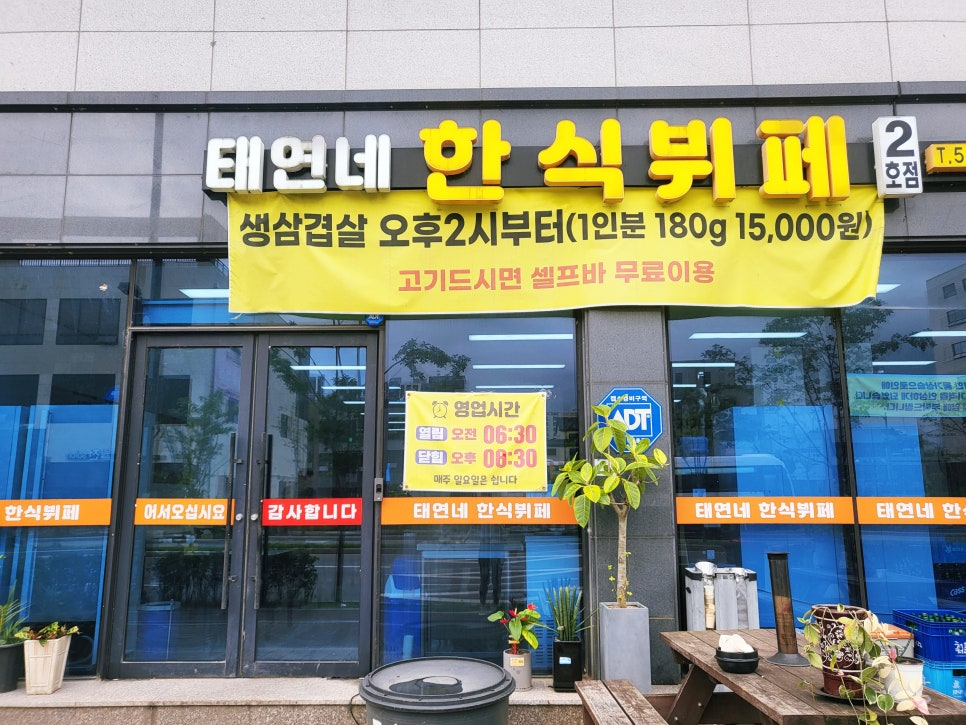 태연네 한식뷔페 2호점 T.5
생삼겹살 오후2시부터(1인분 180g 15,000원)
고기드시면 셀프바 무료이용
영업시간
열림 오전 06:30
닫힘 오후 08:30
매주 일요일은 쉽니다
ADT
ADT
한식뷔페
어서오십시요
감사합니다
태연네 한식뷔페
태연네 한식뷔페
태연네 한식
Cass